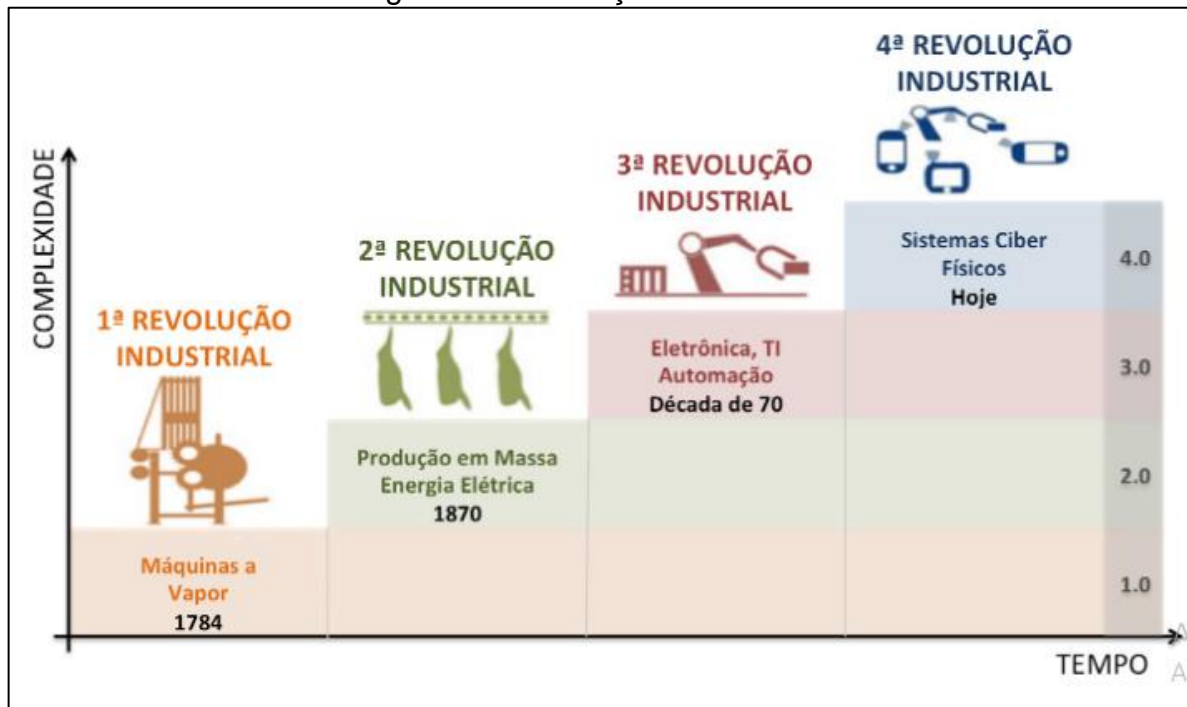 4ª REVOLUÇÃO
INDUSTRIAL
3ª REVOLUÇÃO
INDUSTRIAL
2ª REVOLUÇÃO
INDUSTRIAL
1ª REVOLUÇÃO
INDUSTRIAL
COMPLEXIDADE
Sistemas Ciber
Físicos
Hoje
4.0
Eletrônica, TI
Automação
Década de 70
3.0
Produção em Massa
Energia Elétrica
1870
2.0
Máquinas a
Vapor
1784
1.0
TEMPO
A
A